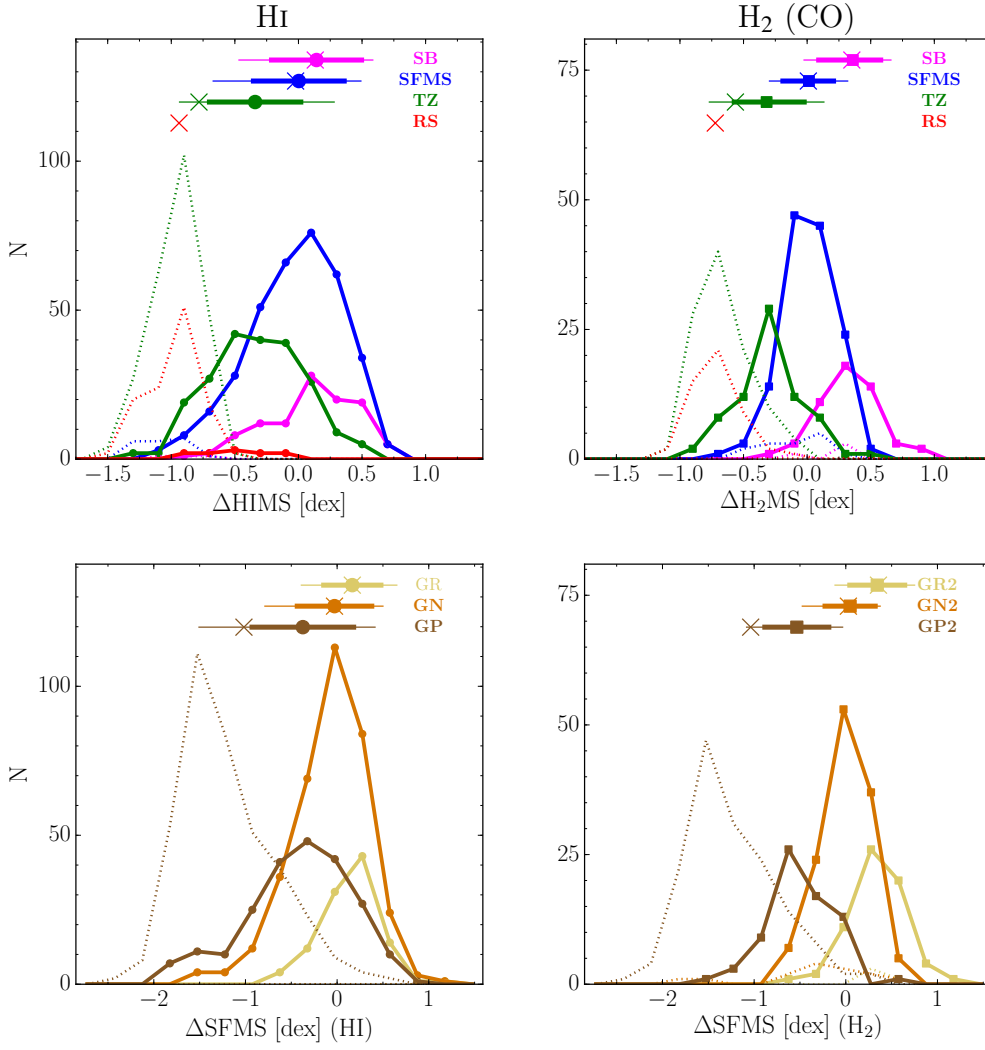 HI
H₂ (CO)
SB
SFMS
TZ
RS
N
100
50
0
−1.5
−1.0
−0.5
0.0
0.5
1.0
ΔHIMS [dex]
SB
SFMS
TZ
RS
75
50
25
0
−1.5
−1.0
−0.5
0.0
0.5
1.0
ΔH₂MS [dex]
GR
GN
GP
N
100
50
0
−2
−1
0
1
ΔSFMS [dex] (HI)
GR2
GN2
GP2
75
50
25
0
−2
−1
0
1
ΔSFMS [dex] (H₂)